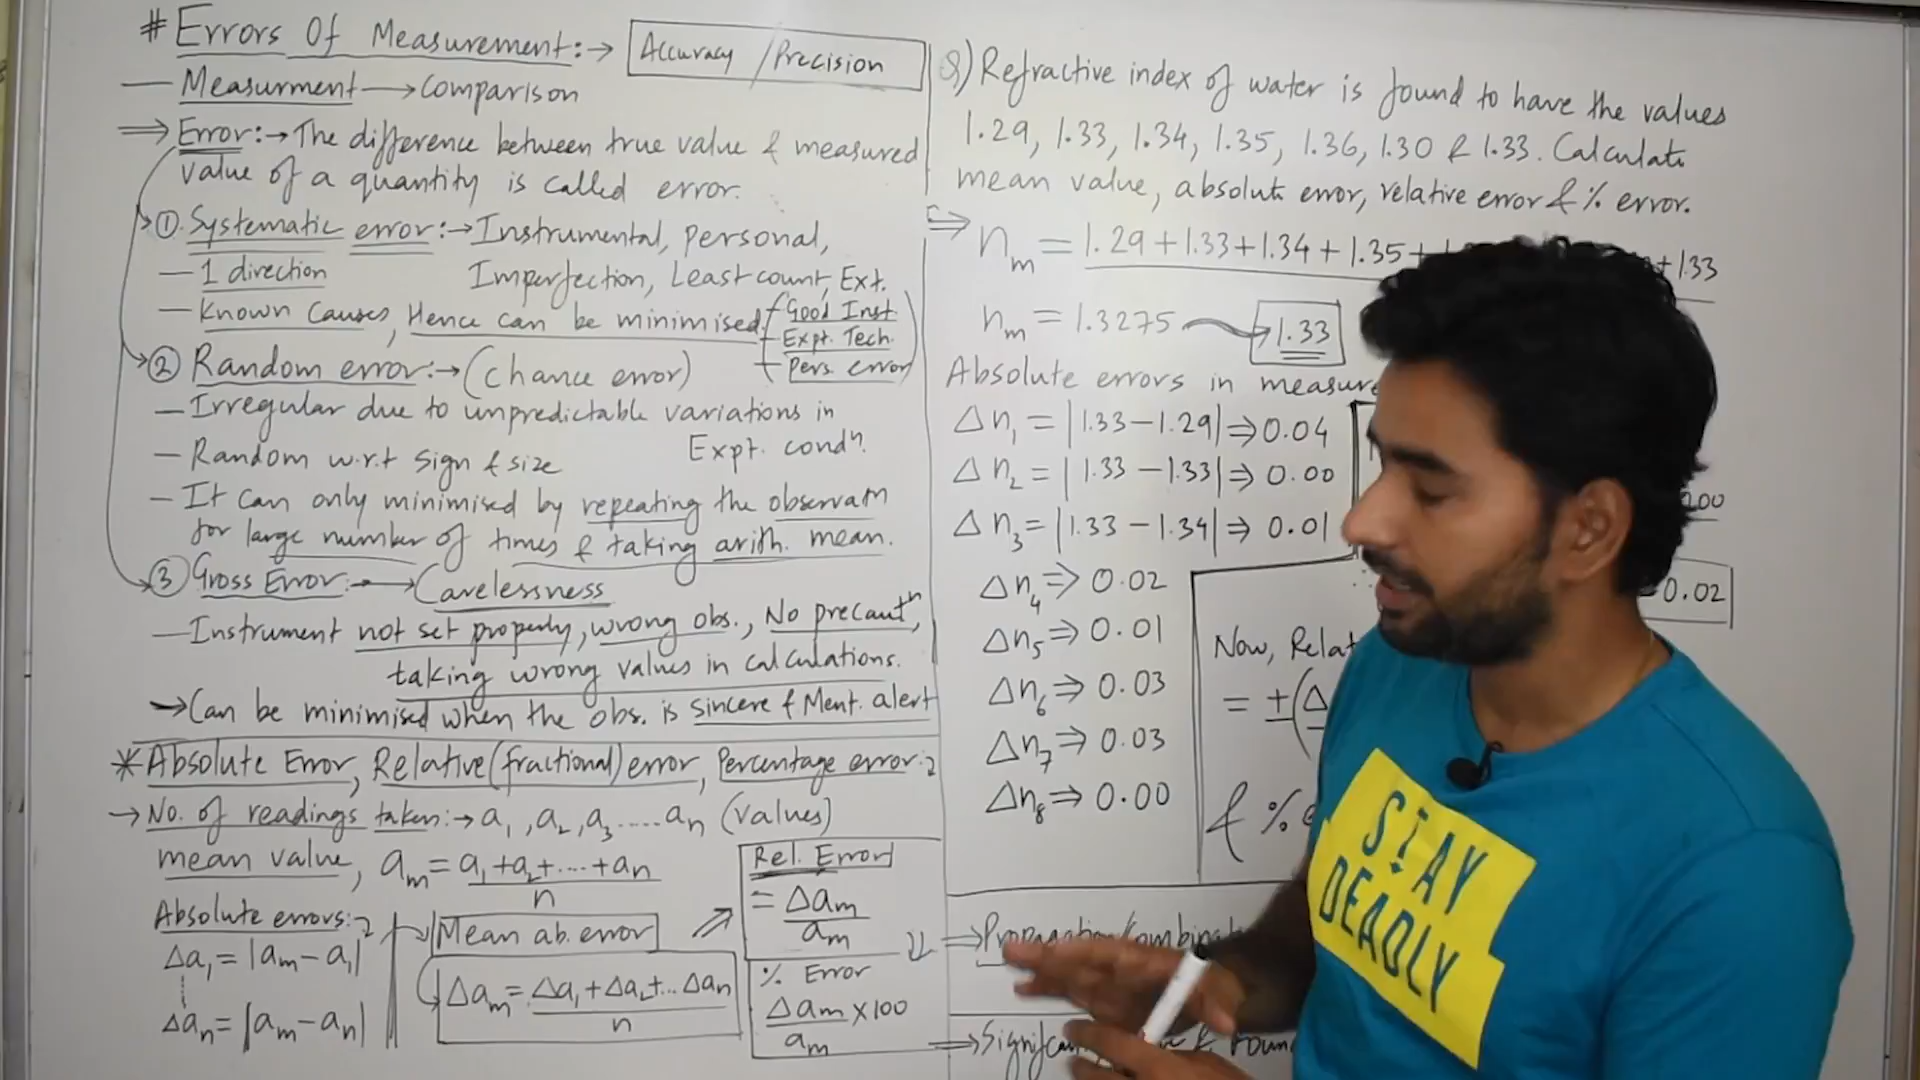 # Errors Of Measurement:→ Accuracy / Precision
— Measurment → comparison
⇒ Error:→ The difference between true value & measured
value of a quantity is called error.
① Systematic error:→ Instrumental, personal,
— 1 direction Imperfection, Least count, Ext.
— Known Causes, Hence can be minimised
Good Inst.
Expt. Tech.
Pers. error
② Random error:→ (Chance error)
— Irregular due to unpredictable variations in
Expt. condⁿ.
— Random w.r.t sign & size
— It can only minimised by repeating the observatn
for large number of times & taking arith. mean.
③ Gross Error:→ Carelessness
— Instrument not set properly, wrong obs., No precautⁿ,
taking wrong values in calculations.
→ Can be minimised when the obs. is sincere & Ment. alert
* Absolute Error, Relative (fractional) error, Percentage error:-
→ No. of readings taken:→ a₁, a₂, a₃ ..... aₙ (values)
mean value, aₘ = a₁ + a₂ + .... + aₙ
n
Absolute errors:-
Δa₁ = |aₘ - a₁|
Δaₙ = |aₘ - aₙ|
Mean ab. error
Δaₘ = Δa₁ + Δa₂ + .. Δaₙ
n
Rel. Error
= Δaₘ
aₘ
% Error
Δaₘ × 100
aₘ
Q) Refractive index of water is found to have the values
1.29, 1.33, 1.34, 1.35, 1.36, 1.30 & 1.33. Calculate
mean value, absolute error, relative error & % error.
⇒ nₘ = 1.29 + 1.33 + 1.34 + 1.35 + + 1.33
nₘ = 1.3275 → 1.33
Absolute errors in
Δn₁ = |1.33 - 1.29| ⇒ 0.04
Δn₂ = |1.33 - 1.33| ⇒ 0.00
Δn₃ = |1.33 - 1.34| ⇒ 0.01
Δn₄ ⇒ 0.02
Δn₅ ⇒ 0.01
Δn₆ ⇒ 0.03
Δn₇ ⇒ 0.03
Δn₈ ⇒ 0.00
0.02
Now,
= ± (Δ
& %
STAY
DEADLY